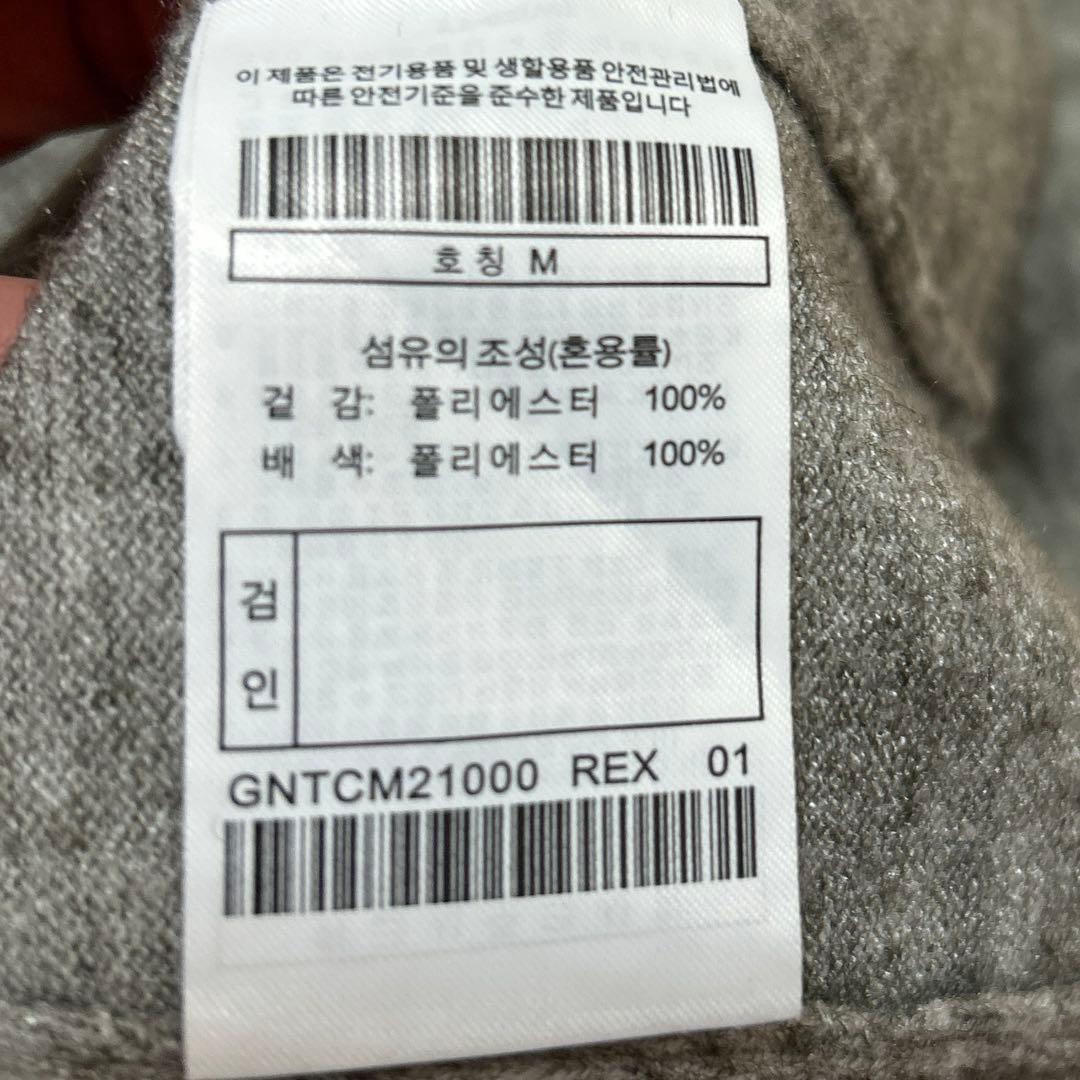 이 제품은 전기용품 및 생활용품 안전관리법에
따른 안전기준을 준수한 제품입니다
호칭 M
섬유의 조성(혼용률)
겉 감: 폴리에스터 100%
배 색: 폴리에스터 100%
검인
GNTCM21000 REX 01